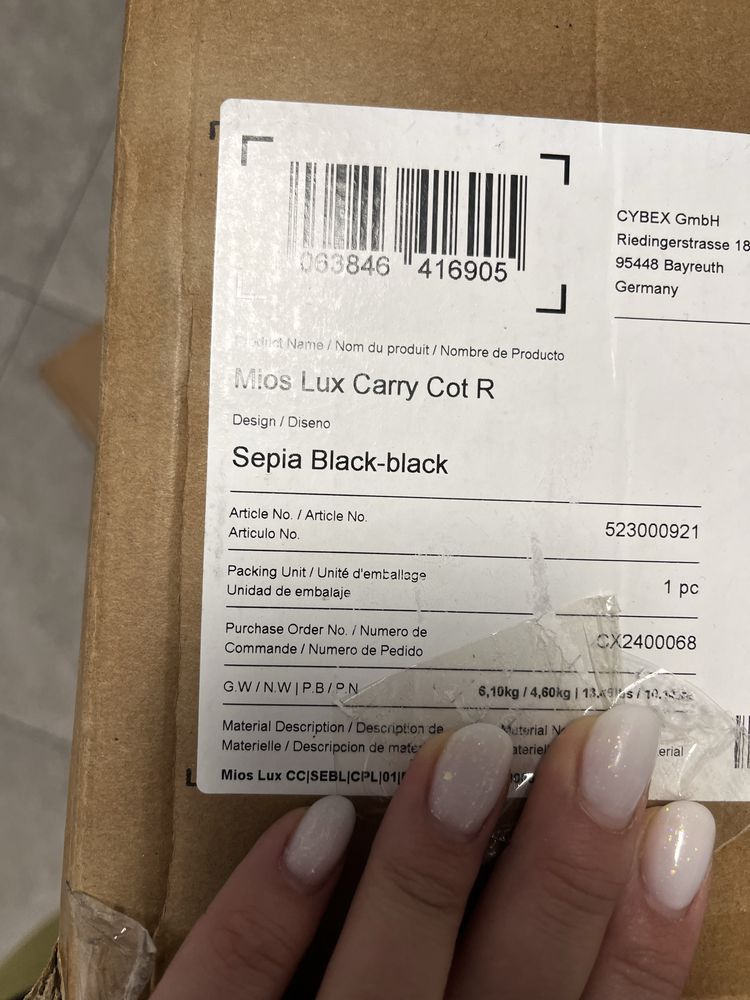 063846 416905
CYBEX GmbH
Riedingerstrasse 18
95448 Bayreuth
Germany
Product Name / Nom du produit / Nombre de Producto
Mios Lux Carry Cot R
Design / Diseno
Sepia Black-black
Article No. / Article No.
Articulo No.
523000921
Packing Unit / Unité d'emballage
Unidad de embalaje
1 pc
Purchase Order No. / Numero de
Commande / Numero de Pedido
CX2400068
G.W / N.W | P.B / P.N
6,10kg / 4,60kg |
Material Description / Description de
Materielle / Descripcion de
Material
Mios Lux CC|SEBL|CPL|01|